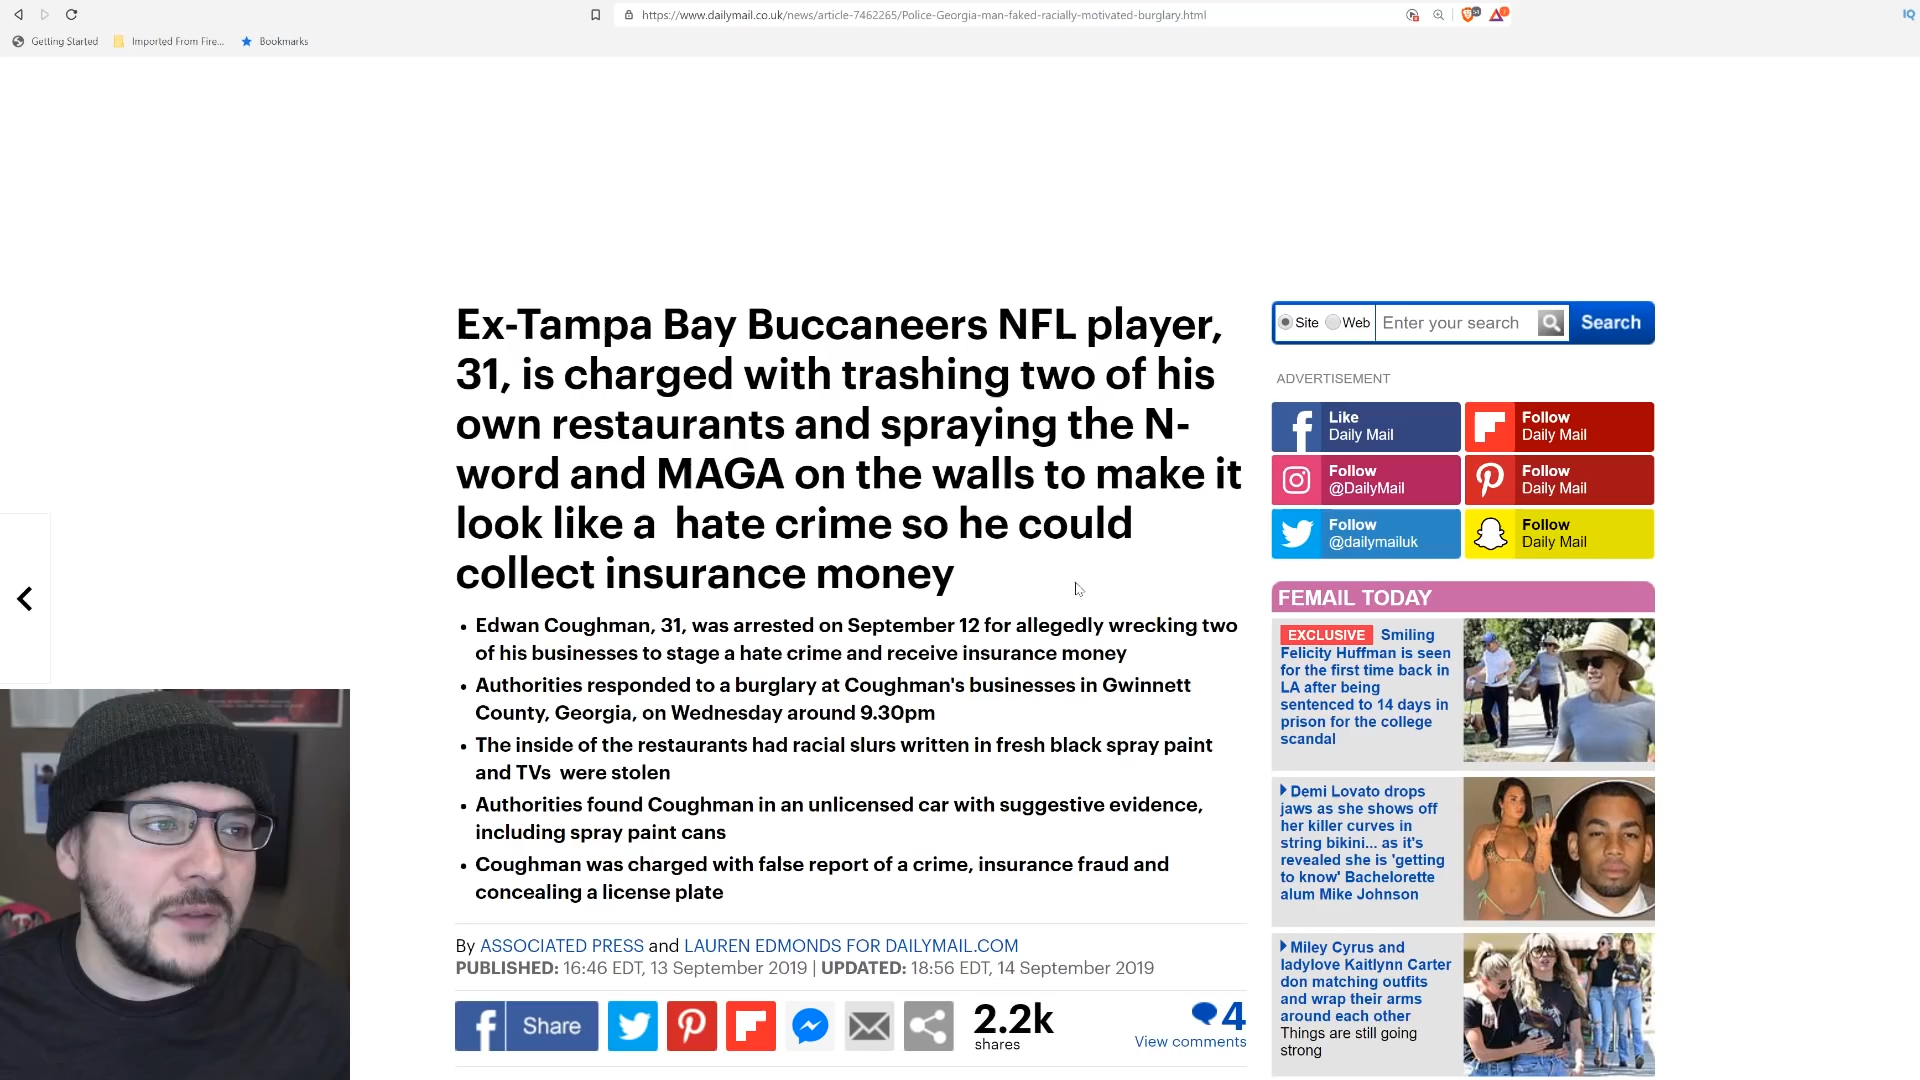 https://www.dailymail.co.uk/news/article-7462265/Police-Georgia-man-faked-racially-motivated-burglary.html
Getting Started
Imported From Fire...
Bookmarks
Ex-Tampa Bay Buccaneers NFL player,
31, is charged with trashing two of his
own restaurants and spraying the N-
word and MAGA on the walls to make it
look like a hate crime so he could
collect insurance money
• Edwan Coughman, 31, was arrested on September 12 for allegedly wrecking two
of his businesses to stage a hate crime and receive insurance money
• Authorities responded to a burglary at Coughman's businesses in Gwinnett
County, Georgia, on Wednesday around 9.30pm
• The inside of the restaurants had racial slurs written in fresh black spray paint
and TVs were stolen
• Authorities found Coughman in an unlicensed car with suggestive evidence,
including spray paint cans
• Coughman was charged with false report of a crime, insurance fraud and
concealing a license plate
By ASSOCIATED PRESS and LAUREN EDMONDS FOR DAILYMAIL.COM
PUBLISHED: 16:46 EDT, 13 September 2019 | UPDATED: 18:56 EDT, 14 September 2019
Share
2.2k
shares
4
View comments
Site Web Enter your search Search
ADVERTISEMENT
Like
Daily Mail
Follow
Daily Mail
Follow
@DailyMail
Follow
Daily Mail
Follow
@dailymailuk
Follow
Daily Mail
FEMAIL TODAY
EXCLUSIVE Smiling
Felicity Huffman is seen
for the first time back in
LA after being
sentenced to 14 days in
prison for the college
scandal
Demi Lovato drops
jaws as she shows off
her killer curves in
string bikini... as it's
revealed she is 'getting
to know' Bachelorette
alum Mike Johnson
Miley Cyrus and
ladylove Kaitlynn Carter
don matching outfits
and wrap their arms
around each other
Things are still going
strong
IQ